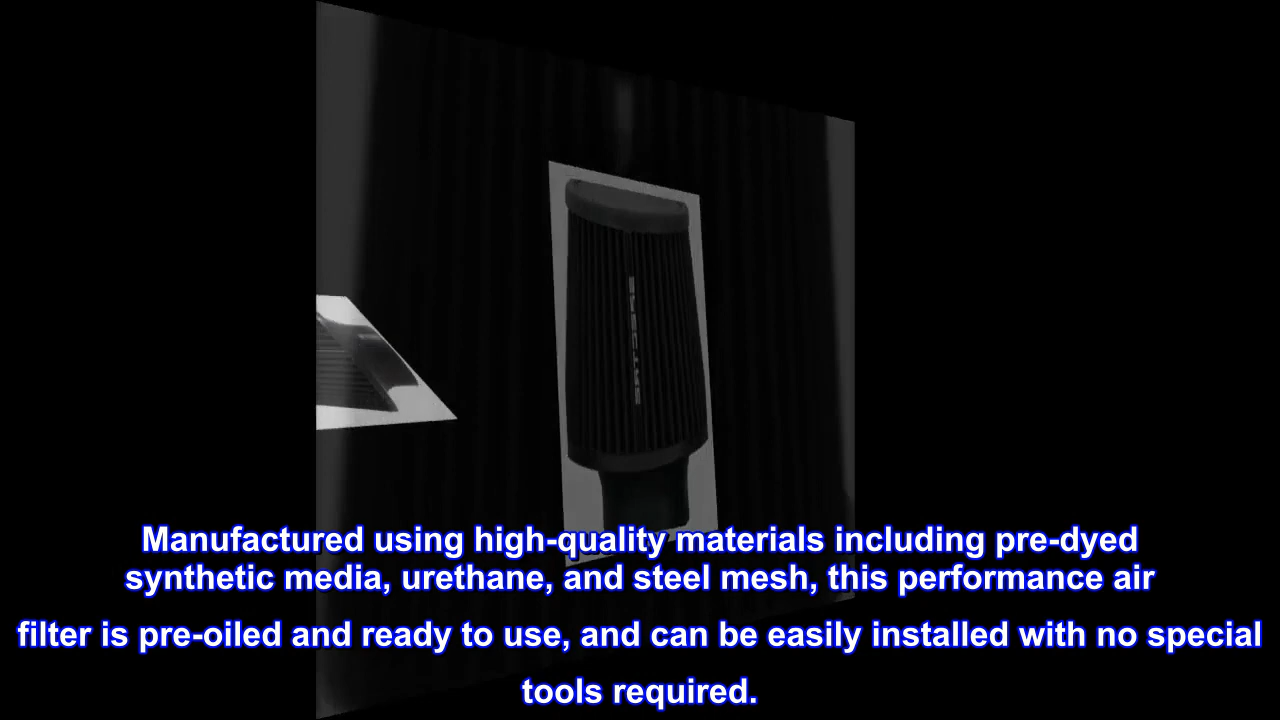 Manufactured using high-quality materials including pre-dyed
synthetic media, urethane, and steel mesh, this performance air
filter is pre-oiled and ready to use, and can be easily installed with no special
tools required.